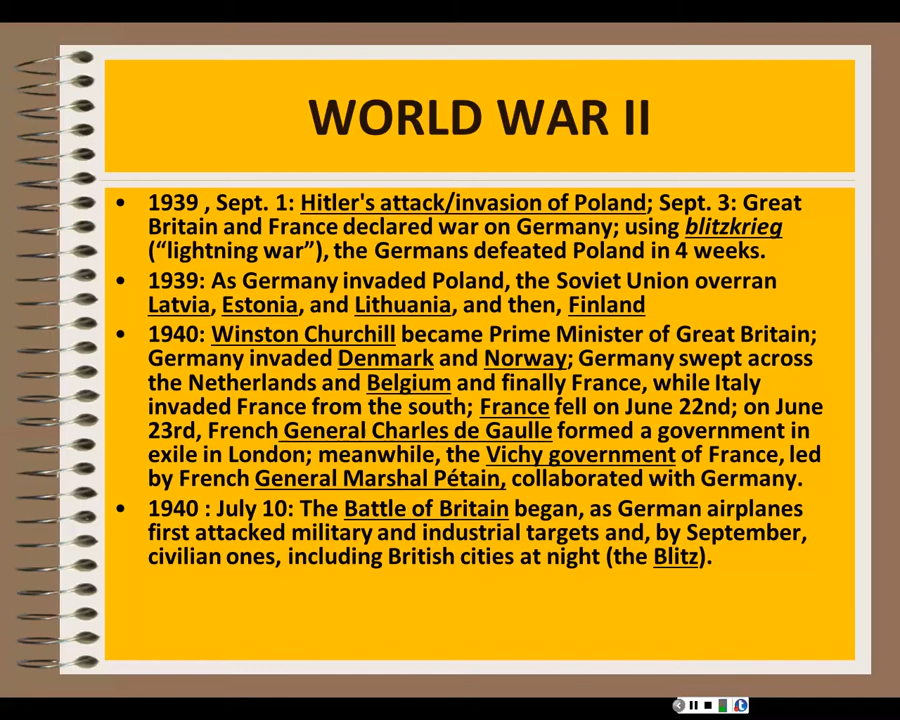 WORLD WAR II
• 1939 , Sept. 1: Hitler's attack/invasion of Poland; Sept. 3: Great
Britain and France declared war on Germany; using blitzkrieg
(“lightning war”), the Germans defeated Poland in 4 weeks.
• 1939: As Germany invaded Poland, the Soviet Union overran
Latvia, Estonia, and Lithuania, and then, Finland
• 1940: Winston Churchill became Prime Minister of Great Britain;
Germany invaded Denmark and Norway; Germany swept across
the Netherlands and Belgium and finally France, while Italy
invaded France from the south; France fell on June 22nd; on June
23rd, French General Charles de Gaulle formed a government in
exile in London; meanwhile, the Vichy government of France, led
by French General Marshal Pétain, collaborated with Germany.
• 1940 : July 10: The Battle of Britain began, as German airplanes
first attacked military and industrial targets and, by September,
civilian ones, including British cities at night (the Blitz).